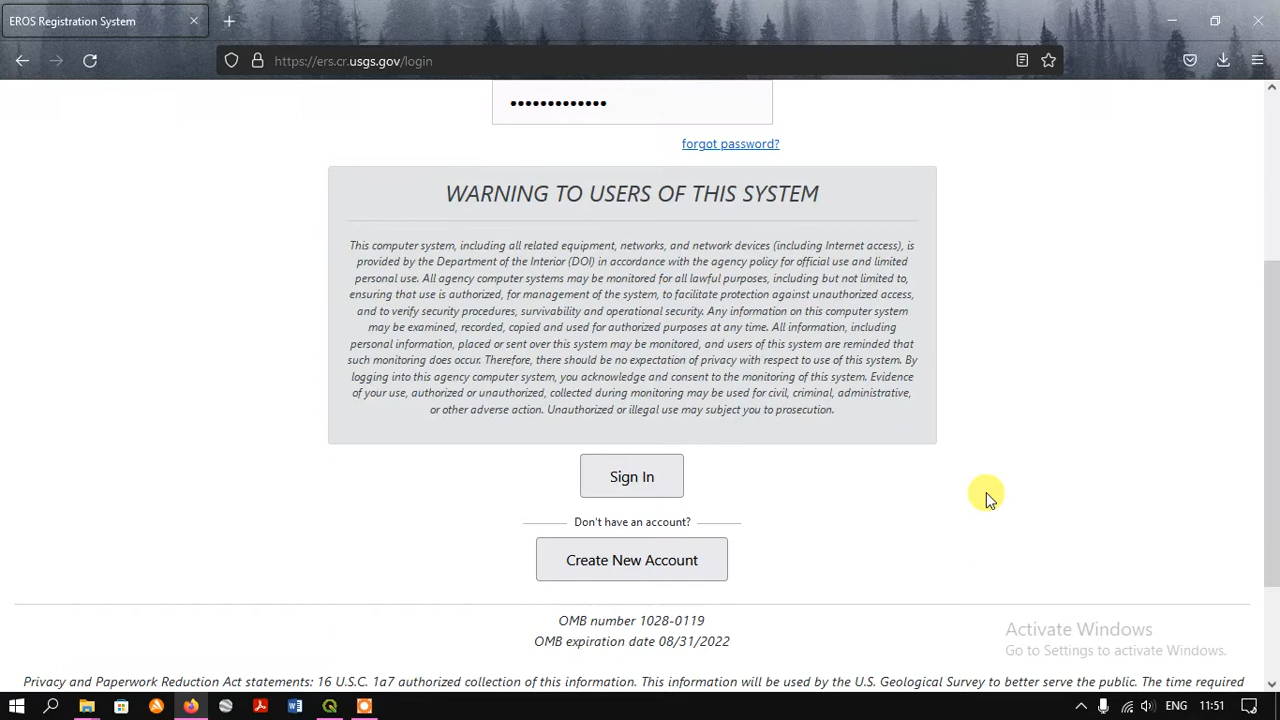 EROS Registration System
https://ers.cr.usgs.gov/login
•••••••••••••
forgot password?
WARNING TO USERS OF THIS SYSTEM
This computer system, including all related equipment, networks, and network devices (including Internet access), is
provided by the Department of the Interior (DOI) in accordance with the agency policy for official use and limited
personal use. All agency computer systems may be monitored for all lawful purposes, including but not limited to,
ensuring that use is authorized, for management of the system, to facilitate protection against unauthorized access,
and to verify security procedures, survivability and operational security. Any information on this computer system
may be examined, recorded, copied and used for authorized purposes at any time. All information, including
personal information, placed or sent over this system may be monitored, and users of this system are reminded that
such monitoring does occur. Therefore, there should be no expectation of privacy with respect to use of this system. By
logging into this agency computer system, you acknowledge and consent to the monitoring of this system. Evidence
of your use, authorized or unauthorized, collected during monitoring may be used for civil, criminal, administrative,
or other adverse action. Unauthorized or illegal use may subject you to prosecution.
Sign In
Don't have an account?
Create New Account
OMB number 1028-0119
OMB expiration date 08/31/2022
Activate Windows
Go to Settings to activate Windows.
Privacy and Paperwork Reduction Act statements: 16 U.S.C. 1a7 authorized collection of this information. This information will be used by the U.S. Geological Survey to better serve the public. The time required
ENG
11:51